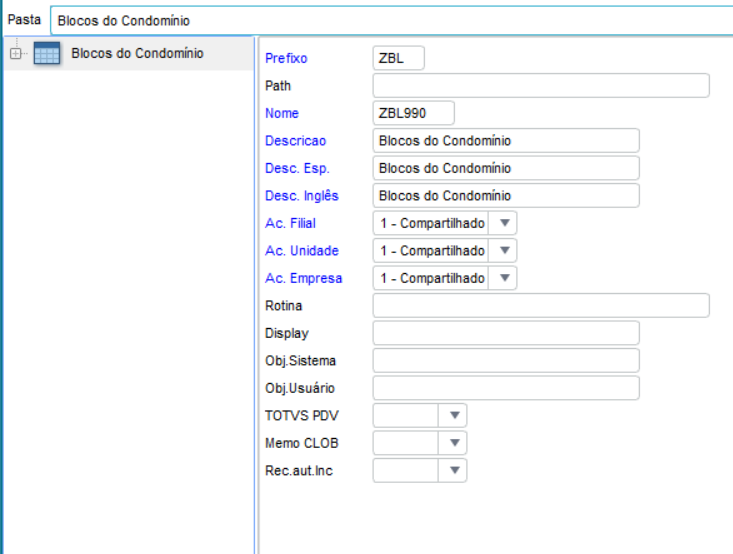 Pasta Blocos do Condomínio
Blocos do Condomínio
Prefixo ZBL
Path
Nome ZBL990
Descricao Blocos do Condomínio
Desc. Esp. Blocos do Condomínio
Desc. Inglês Blocos do Condomínio
Ac. Filial 1 - Compartilhado
Ac. Unidade 1 - Compartilhado
Ac. Empresa 1 - Compartilhado
Rotina
Display
Obj.Sistema
Obj.Usuário
TOTVS PDV
Memo CLOB
Rec.aut.Inc